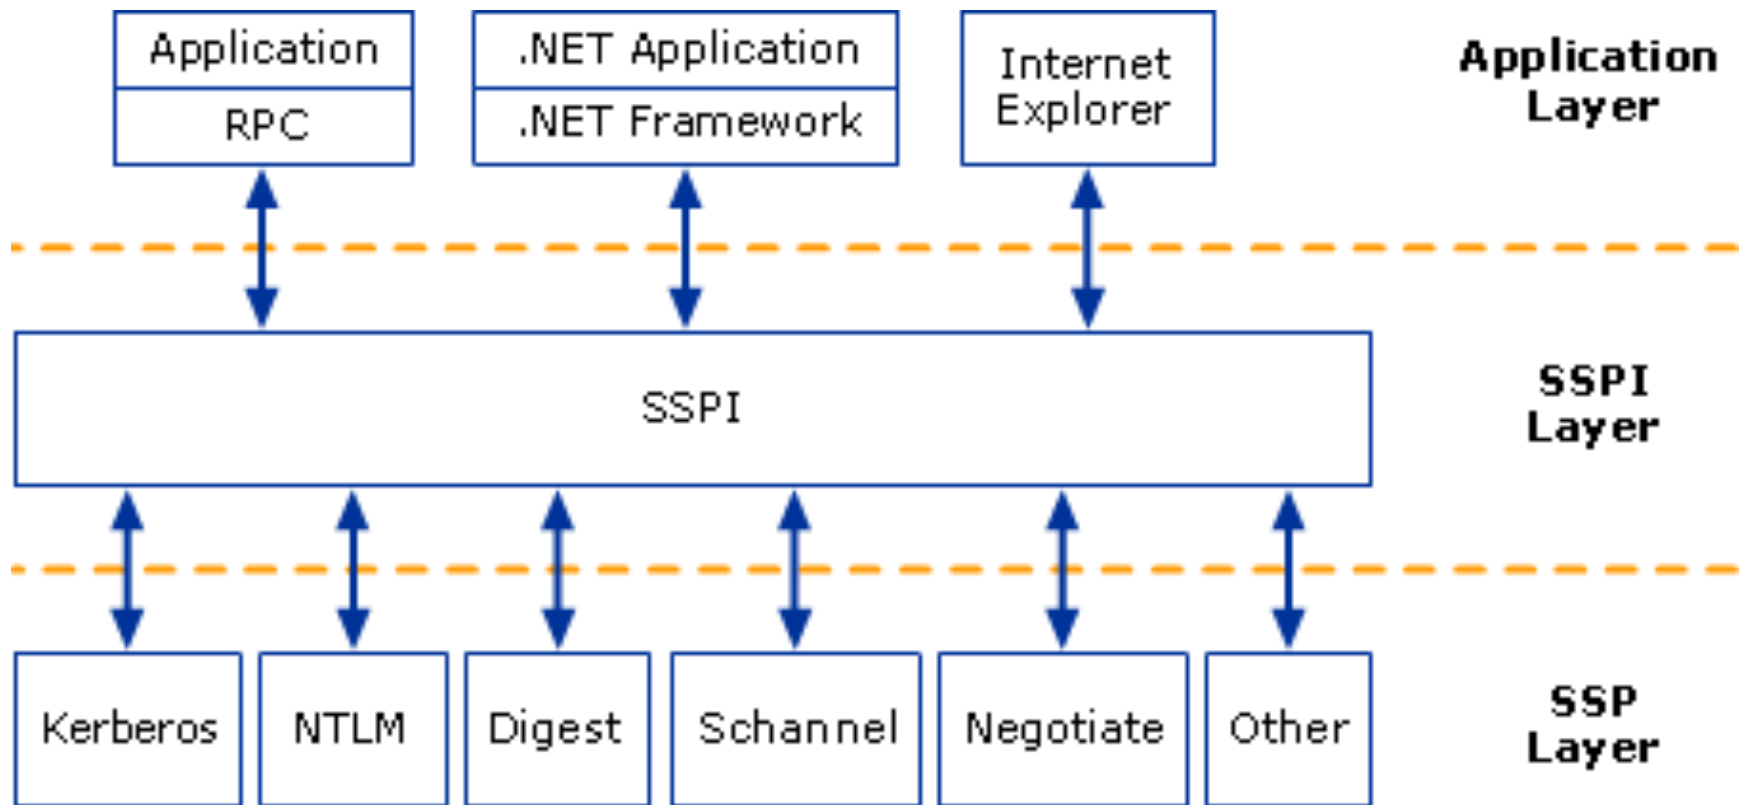 Application
RPC
.NET Application
.NET Framework
Internet
Explorer
Application
Layer
SSPI
SSPI
Layer
Kerberos
NTLM
Digest
Schannel
Negotiate
Other
SSP
Layer